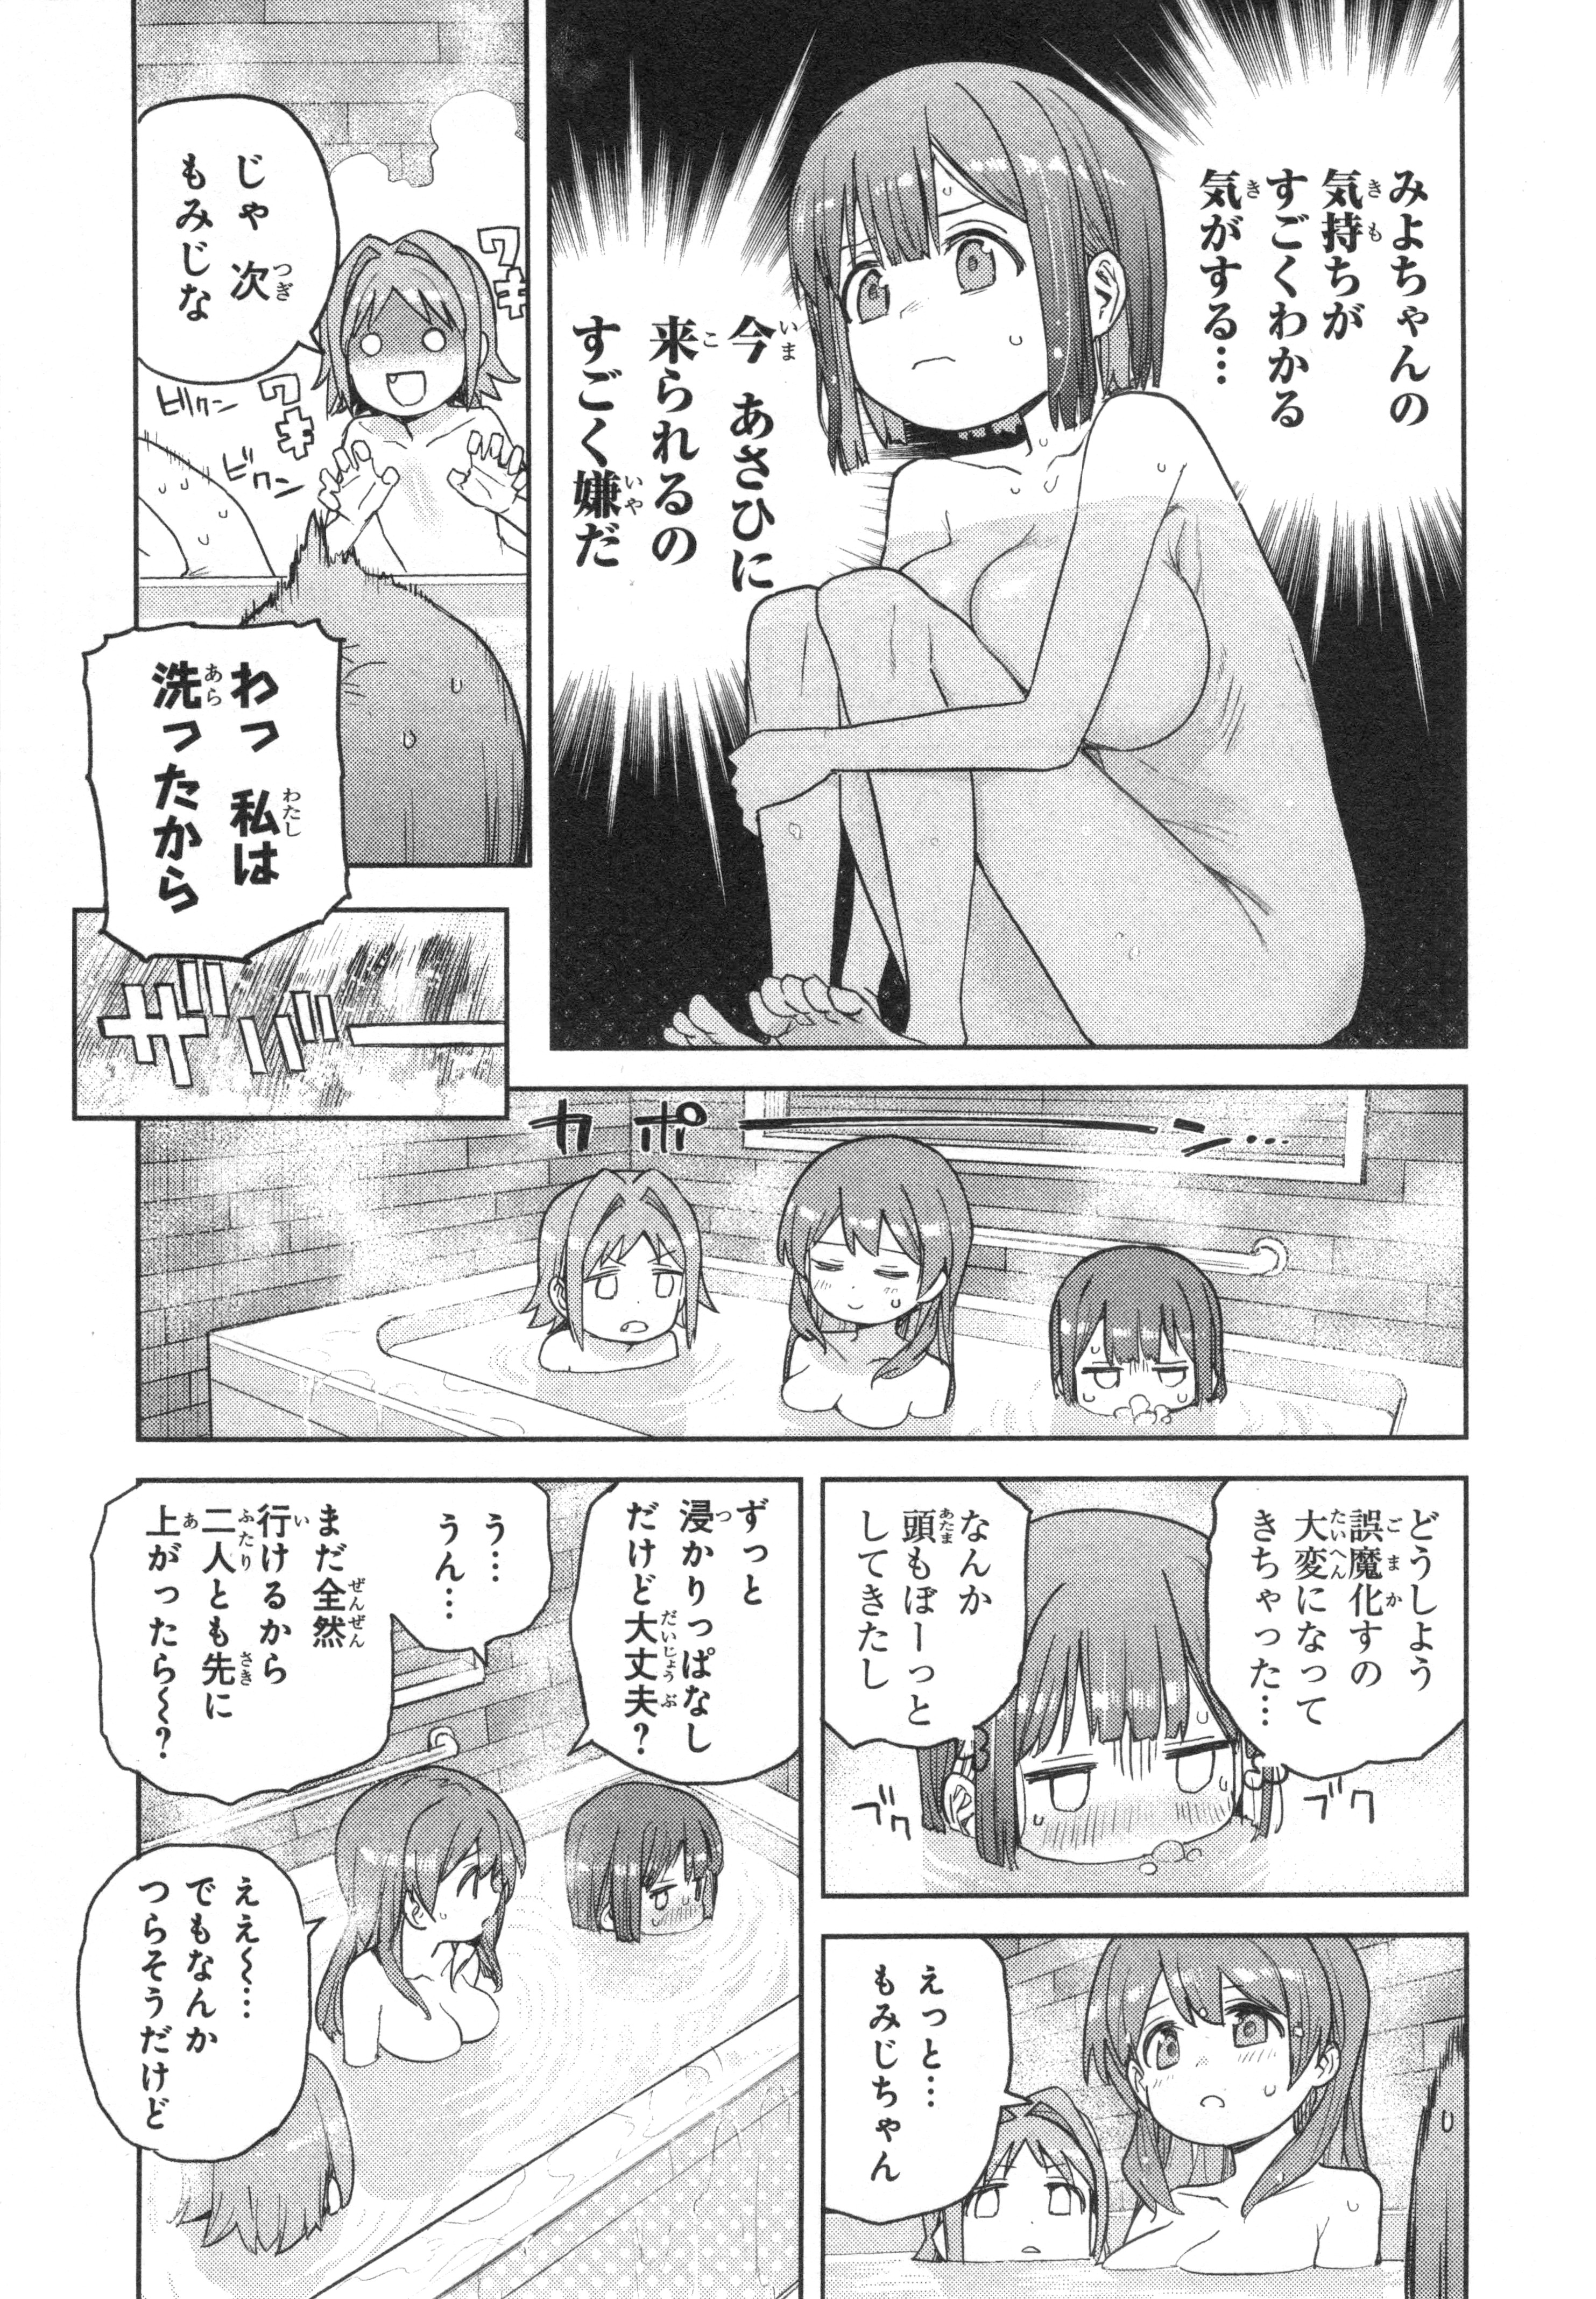 みよちゃんの
気持ちが
すごくわかる
気がする…
今 あさひに
来られるの
すごく嫌だ
ワキ
ワキ
じゃ 次
もみじな
ビクン
ビクン
わっ 私は
洗ったから
ザバー
カポーン…
どうしよう
誤魔化すの
大変になって
きちゃった…
なんか
頭もぼーっと
してきたし
ブク
ブク
えっと…
もみじちゃん
ずっと
浸かりっぱなし
だけど大丈夫?
う…
うん…
まだ全然
行けるから
二人とも先に
上がったら〜?
ええ〜…
でもなんか
つらそうだけど